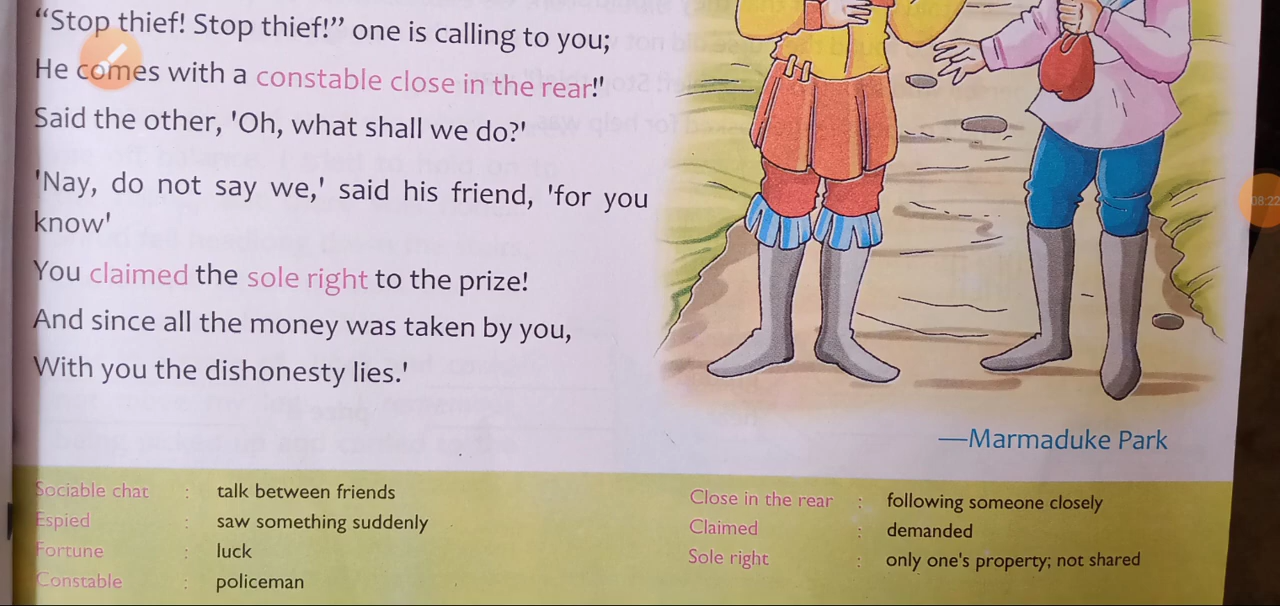 “Stop thief! Stop thief!” one is calling to you;
He comes with a constable close in the rear!"
Said the other, 'Oh, what shall we do?'
'Nay, do not say we,' said his friend, 'for you
know'
You claimed the sole right to the prize!
And since all the money was taken by you,
With you the dishonesty lies.'
—Marmaduke Park
Sociable chat : talk between friends
Espied : saw something suddenly
Fortune : luck
Constable : policeman
Close in the rear : following someone closely
Claimed : demanded
Sole right : only one's property; not shared
08:22